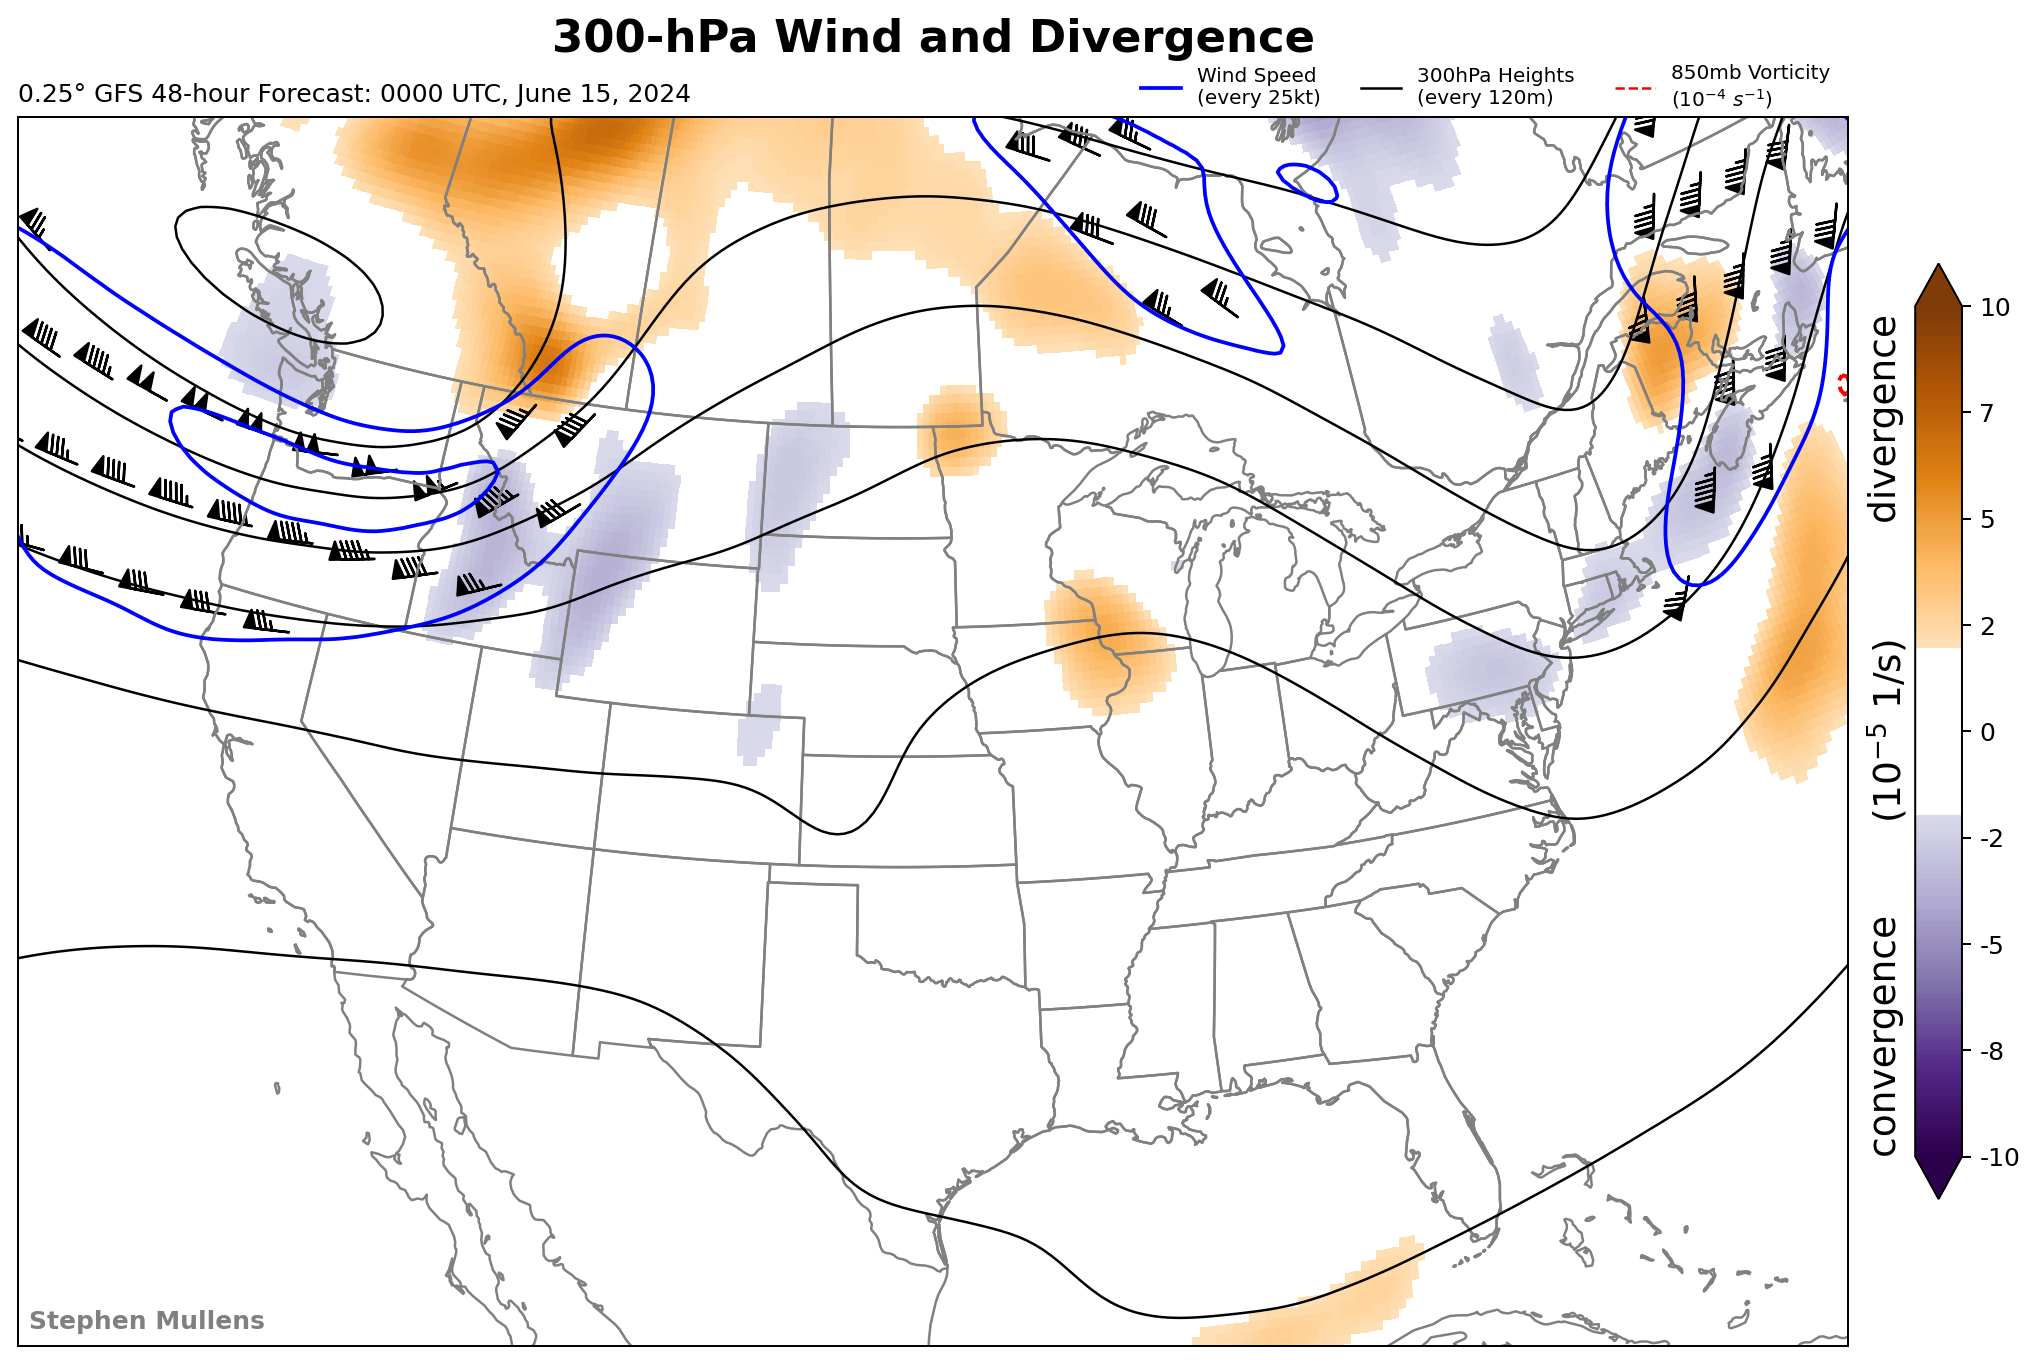 300-hPa Wind and Divergence
0.25° GFS 48-hour Forecast: 0000 UTC, June 15, 2024
Wind Speed
(every 25kt)
300hPa Heights
(every 120m)
850mb Vorticity
(10⁻⁴ s⁻¹)
10
7
5
2
0
-2
-5
-8
-10
convergence (10⁻⁵ 1/s) divergence
Stephen Mullens